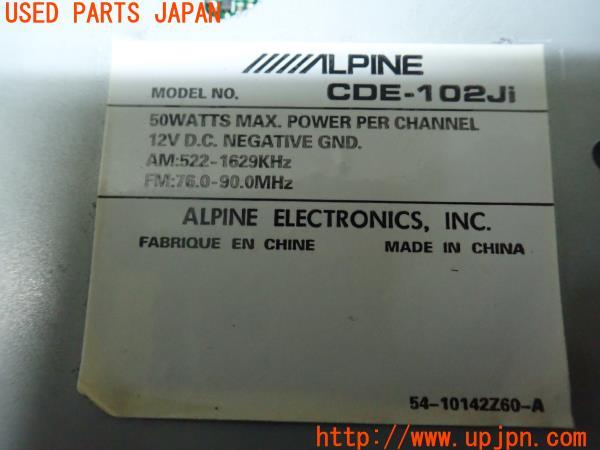 USED PARTS JAPAN
ALPINE
MODEL NO. CDE-102Ji
50WATTS MAX. POWER PER CHANNEL
12V D.C. NEGATIVE GND.
AM:522-1629KHz
FM:76.0-90.0MHz
ALPINE ELECTRONICS, INC.
FABRIQUE EN CHINE MADE IN CHINA
54-10142Z60-A
http://www.upjpn.com